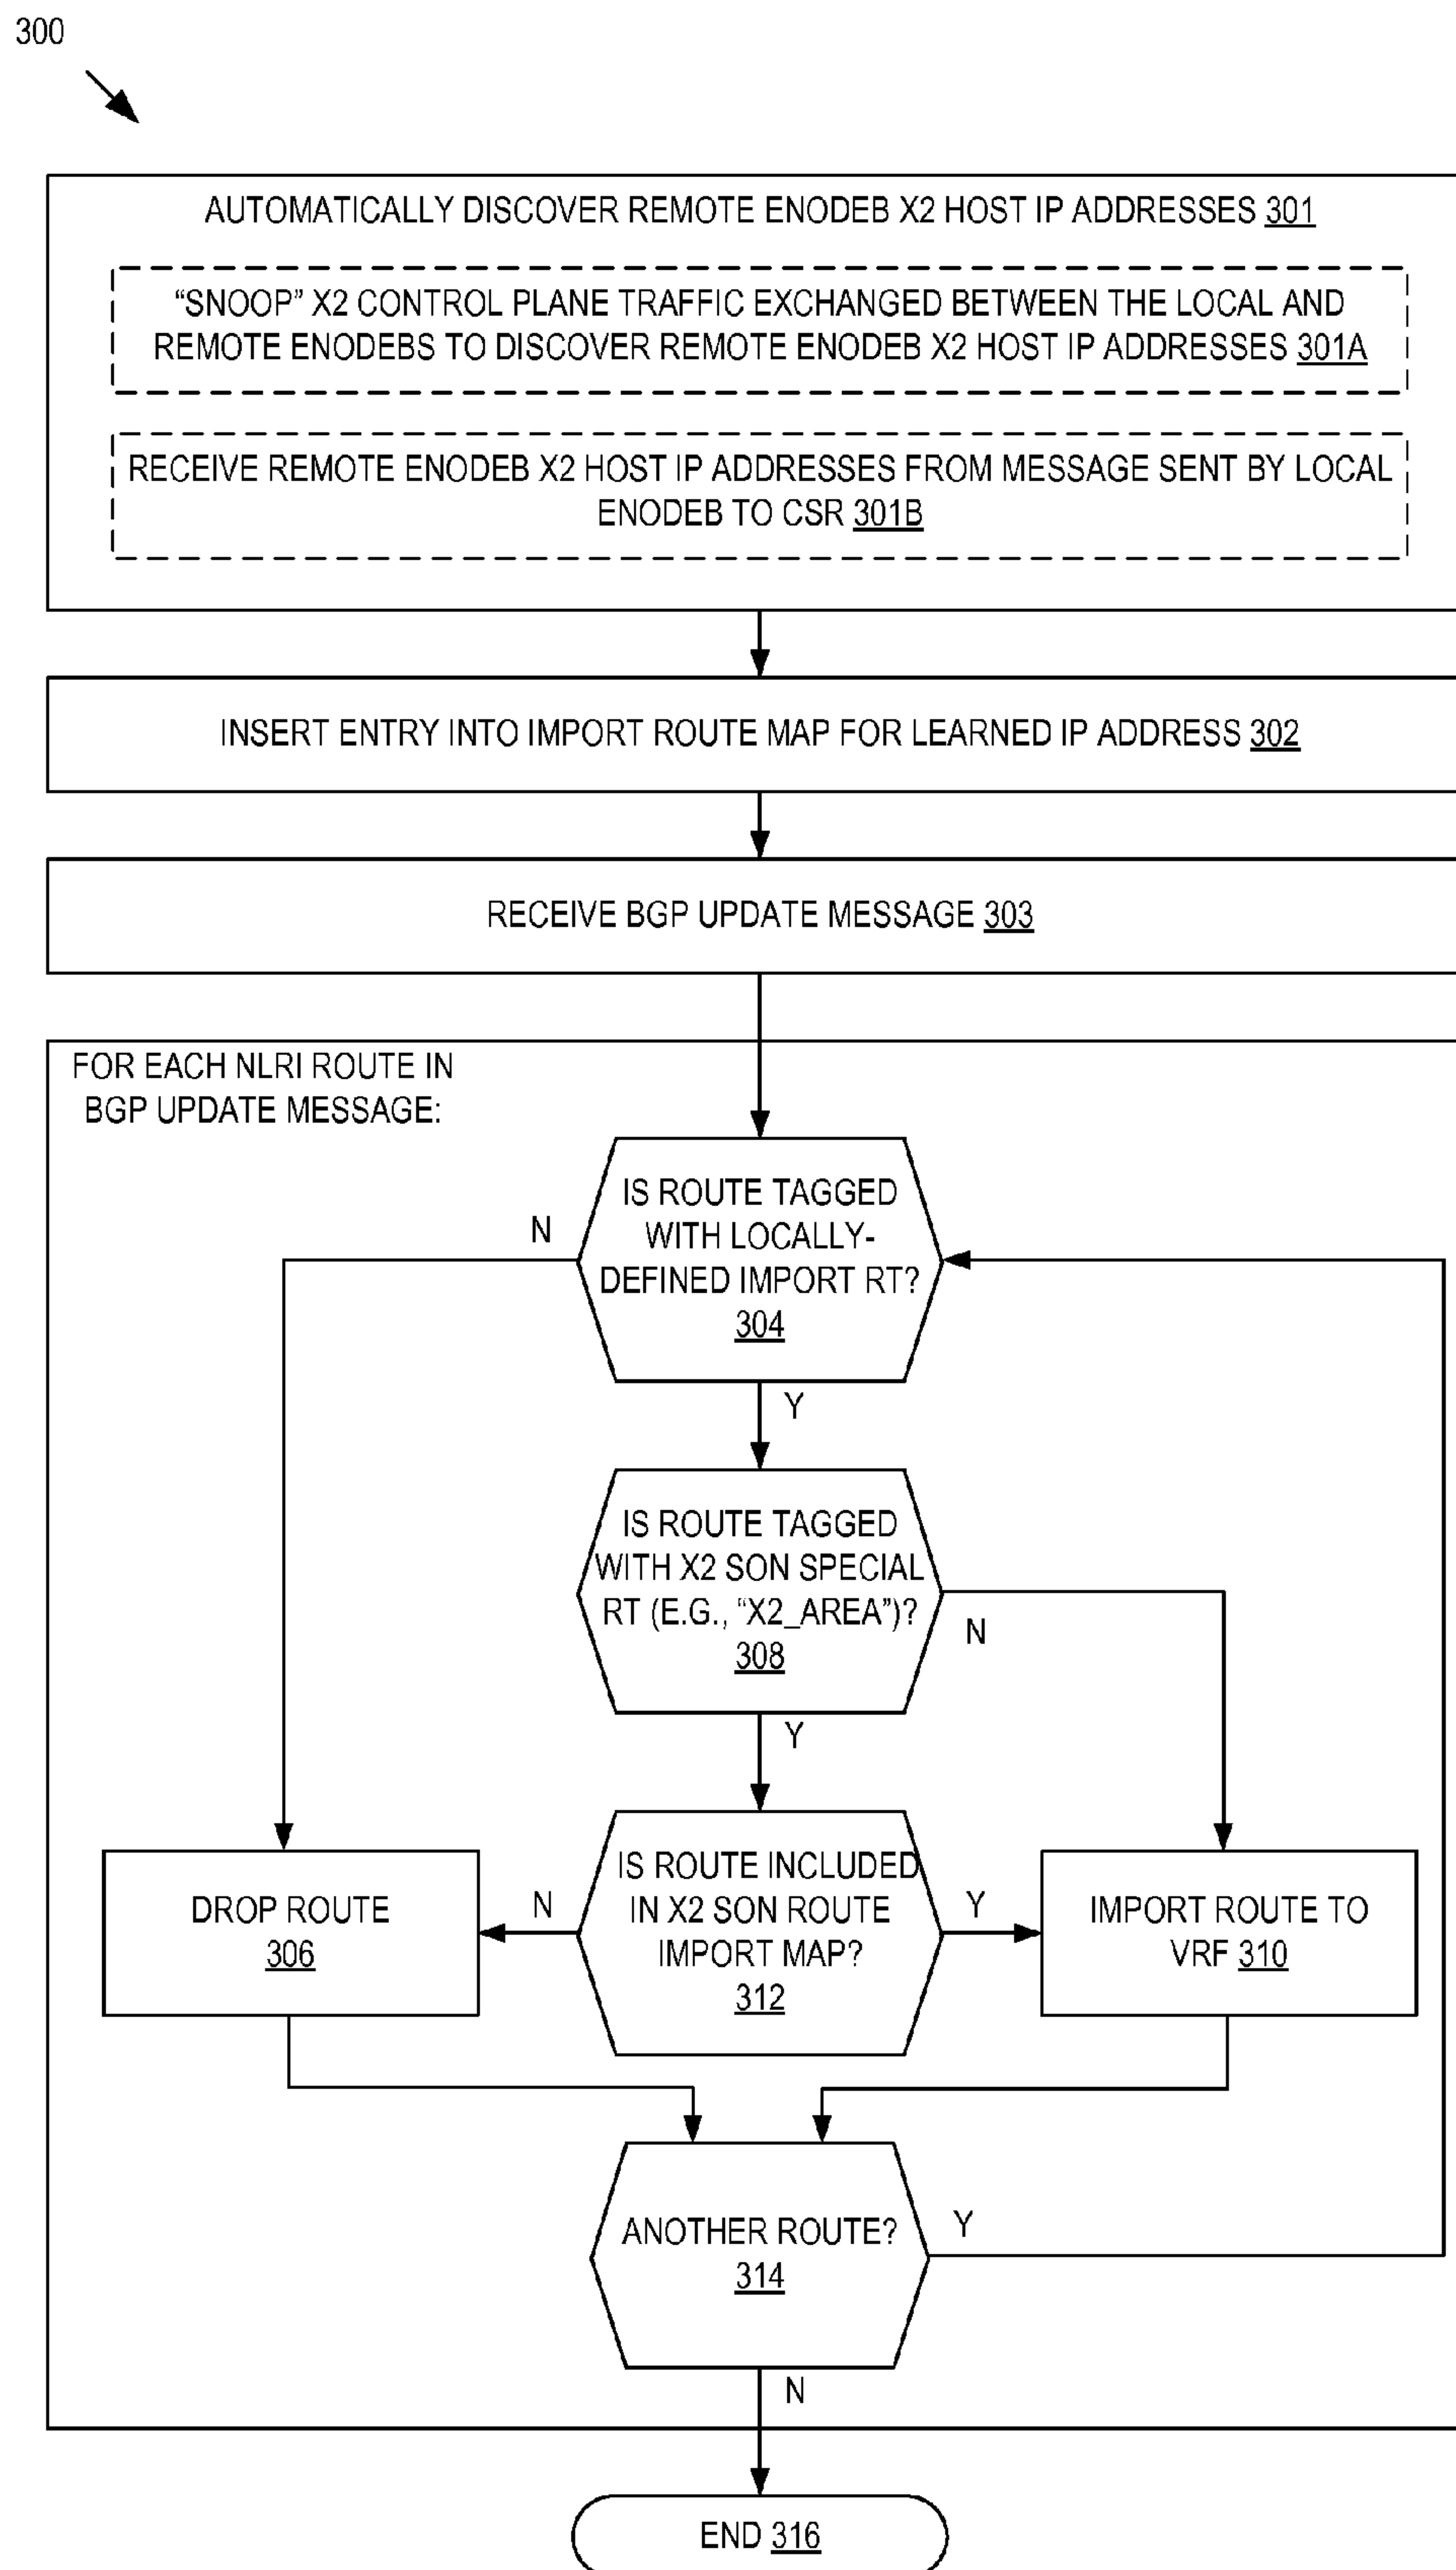 300
AUTOMATICALLY DISCOVER REMOTE ENODEB X2 HOST IP ADDRESSES 301
“SNOOP” X2 CONTROL PLANE TRAFFIC EXCHANGED BETWEEN THE LOCAL AND
REMOTE ENODEBS TO DISCOVER REMOTE ENODEB X2 HOST IP ADDRESSES 301A
RECEIVE REMOTE ENODEB X2 HOST IP ADDRESSES FROM MESSAGE SENT BY LOCAL
ENODEB TO CSR 301B
INSERT ENTRY INTO IMPORT ROUTE MAP FOR LEARNED IP ADDRESS 302
RECEIVE BGP UPDATE MESSAGE 303
FOR EACH NLRI ROUTE IN
BGP UPDATE MESSAGE:
IS ROUTE TAGGED
WITH LOCALLY-
DEFINED IMPORT RT?
304
N
Y
IS ROUTE TAGGED
WITH X2 SON SPECIAL
RT (E.G., “X2_AREA”)?
308
N
Y
IS ROUTE INCLUDED
IN X2 SON ROUTE
IMPORT MAP?
312
N
Y
DROP ROUTE
306
IMPORT ROUTE TO
VRF 310
ANOTHER ROUTE?
314
Y
N
END 316